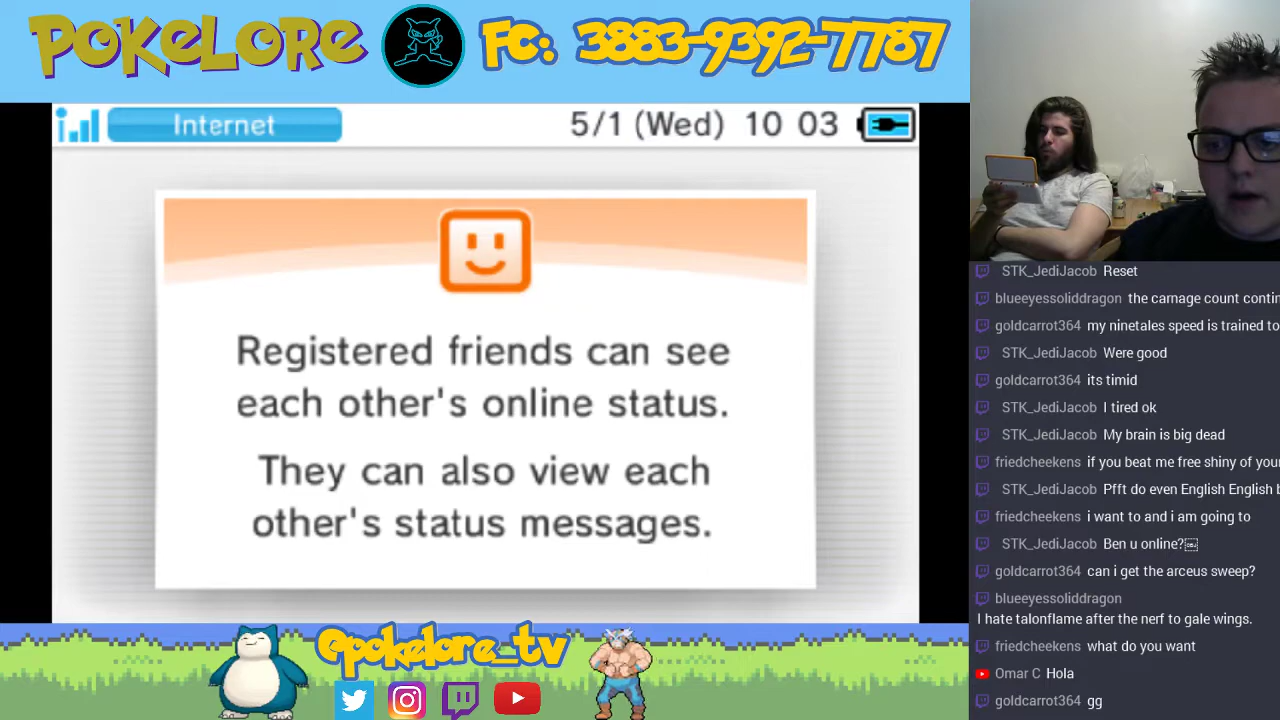 POKELORE FC: 3883-9392-7787
Internet 5/1 (Wed) 10 03
Registered friends can see
each other's online status.
They can also view each
other's status messages.
@pokelore_tv
STK_JediJacob Reset
blueeyessoliddragon the carnage count contin
goldcarrot364 my ninetales speed is trained to
STK_JediJacob Were good
goldcarrot364 its timid
STK_JediJacob I tired ok
STK_JediJacob My brain is big dead
friedcheekens if you beat me free shiny of your
STK_JediJacob Pfft do even English English b
friedcheekens i want to and i am going to
STK_JediJacob Ben u online?
goldcarrot364 can i get the arceus sweep?
blueeyessoliddragon
I hate talonflame after the nerf to gale wings.
friedcheekens what do you want
Omar C Hola
goldcarrot364 gg